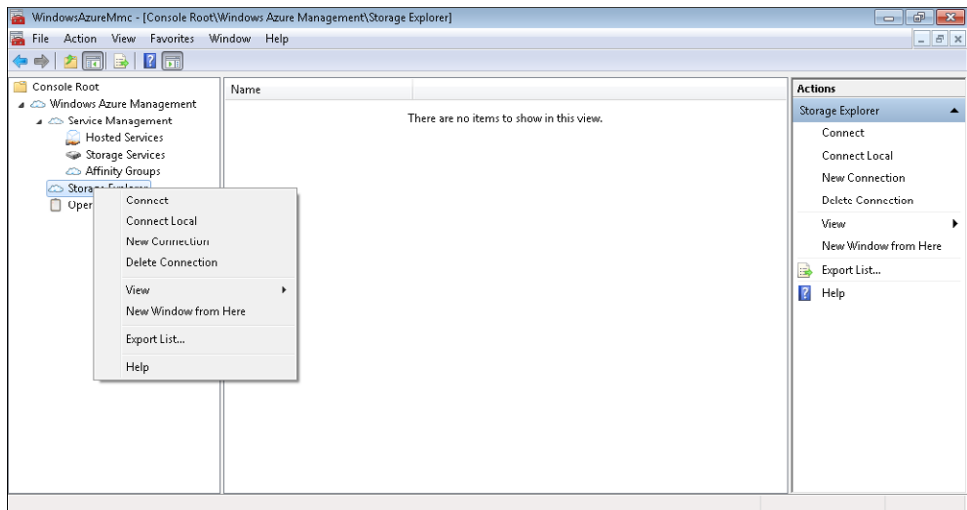 WindowsAzureMmc - [Console Root\Windows Azure Management\Storage Explorer]
File Action View Favorites Window Help
Console Root
Windows Azure Management
Service Management
Hosted Services
Storage Services
Affinity Groups
Storage Explorer
Oper
Connect
Connect Local
New Connection
Delete Connection
View
New Window from Here
Export List...
Help
Name
There are no items to show in this view.
Actions
Storage Explorer
Connect
Connect Local
New Connection
Delete Connection
View
New Window from Here
Export List...
Help